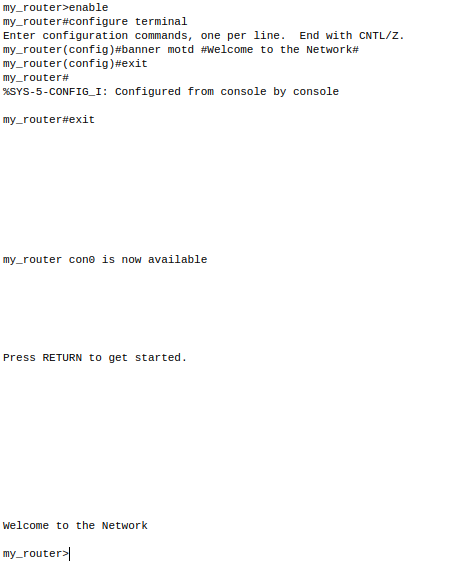 my_router>enable
my_router#configure terminal
Enter configuration commands, one per line.  End with CNTL/Z.
my_router(config)#banner motd #Welcome to the Network#
my_router(config)#exit
my_router#
%SYS-5-CONFIG_I: Configured from console by console
my_router#exit
my_router con0 is now available
Press RETURN to get started.
Welcome to the Network
my_router>